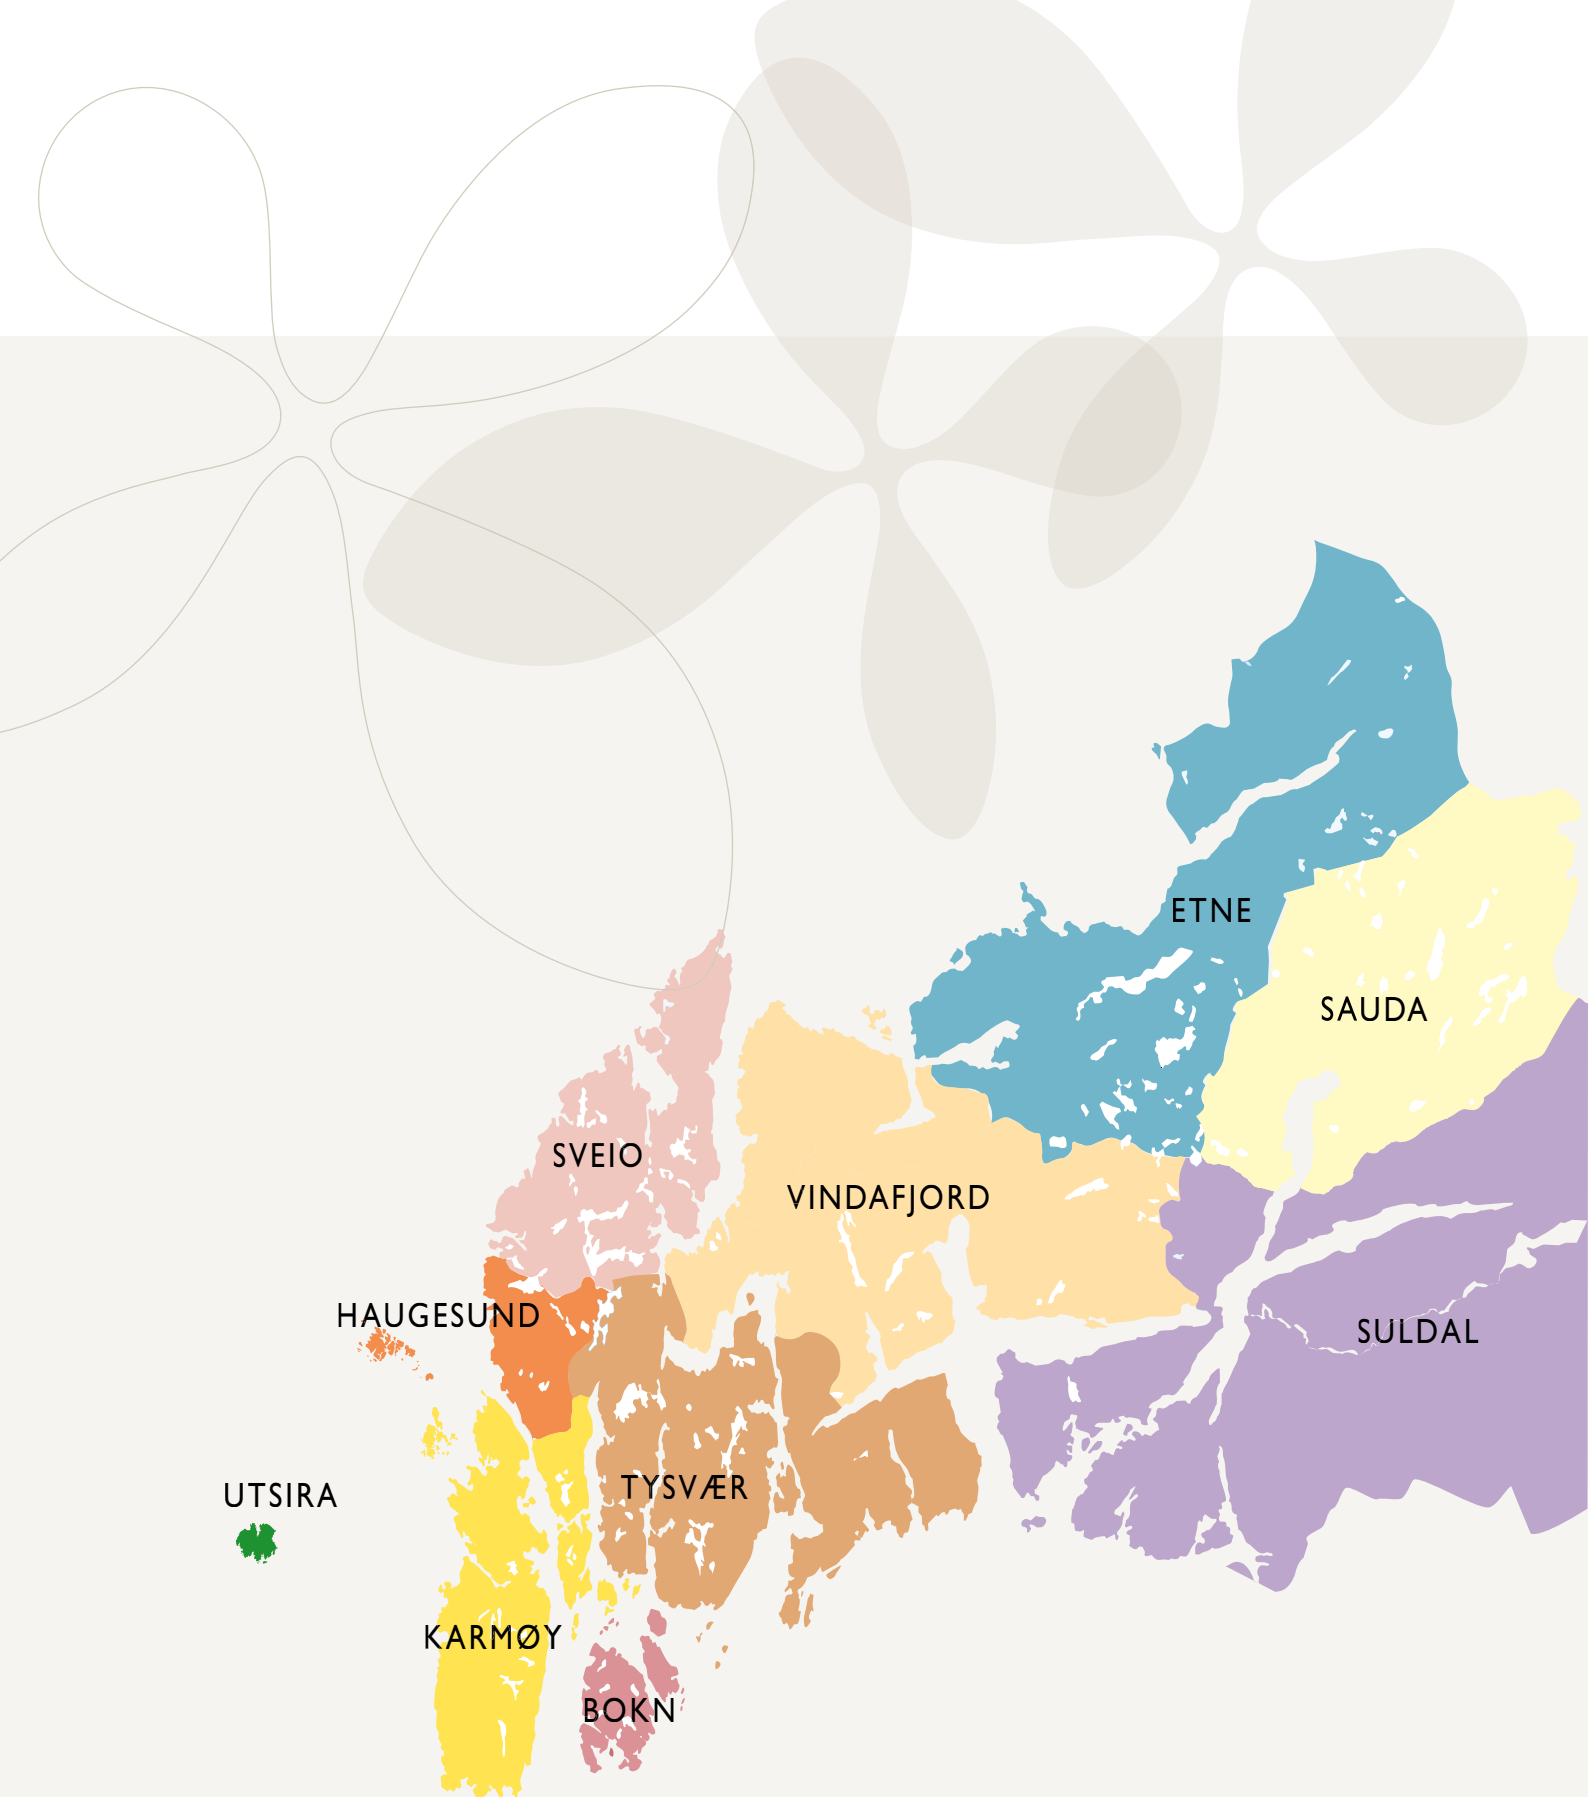 ETNE
SAUDA
SVEIO
VINDAFJORD
HAUGESUND
SULDAL
TYSVÆR
UTSIRA
KARMØY
BOKN